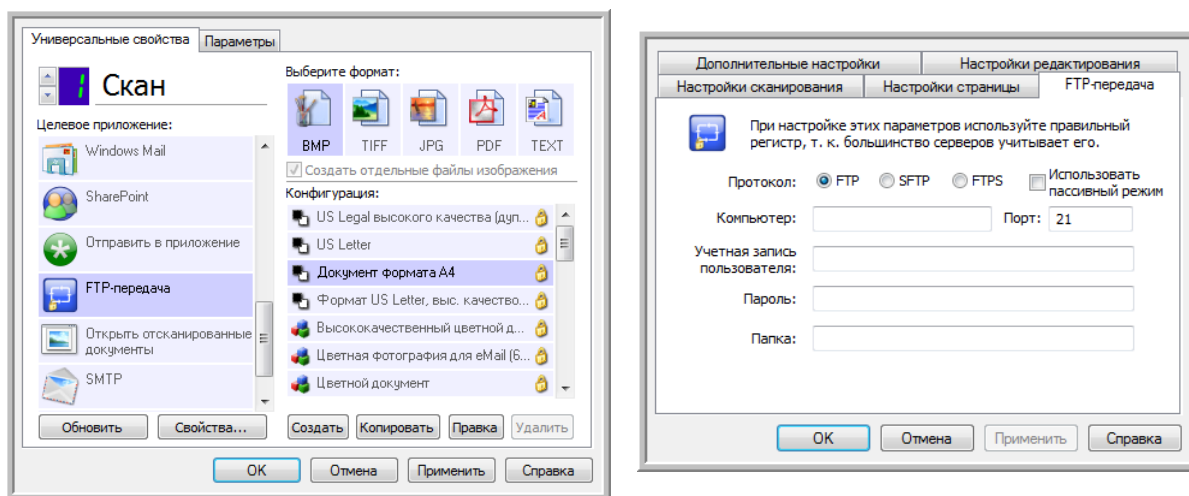 Универсальные свойства
Параметры
1
Скан
Целевое приложение:
Windows Mail
SharePoint
Отправить в приложение
FTP-передача
Открыть отсканированные
документы
SMTP
Обновить
Свойства...
Выберите формат:
BMP
TIFF
JPG
PDF
TEXT
Создать отдельные файлы изображения
Конфигурация:
US Legal высокого качества (дуп...
US Letter
Документ формата A4
Формат US Letter, выс. качество...
Высококачественный цветной д...
Цветная фотография для eMail (6...
Цветной документ
Создать
Копировать
Правка
Удалить
OK
Отмена
Применить
Справка
Дополнительные настройки
Настройки редактирования
Настройки сканирования
Настройки страницы
FTP-передача
При настройке этих параметров используйте правильный
регистр, т. к. большинство серверов учитывает его.
Протокол:
FTP
SFTP
FTPS
Использовать
пассивный режим
Компьютер:
Порт: 21
Учетная запись
пользователя:
Пароль:
Папка:
OK
Отмена
Применить
Справка